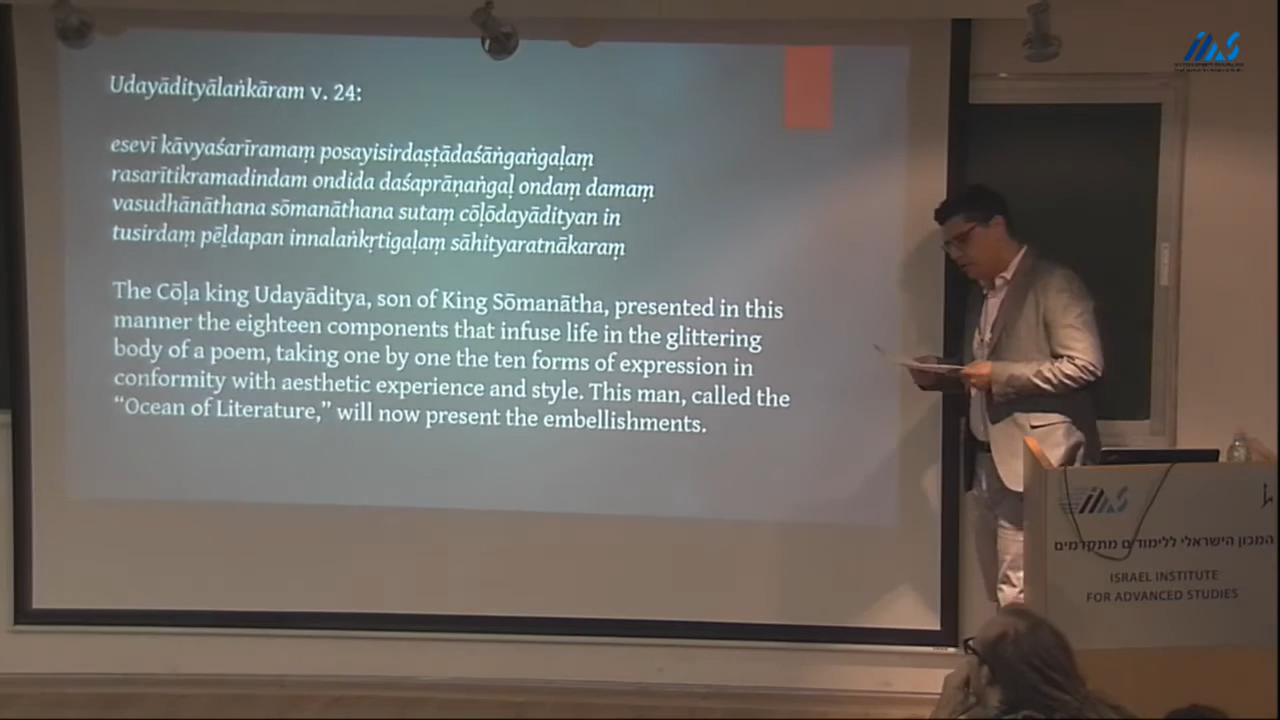 Udayādityālaṅkāram v. 24:
esevī kāvyaśarīramaṃ posayisirdaṣṭādaśāṅgaṅgaḷaṃ
rasarītikramadindam ondida daśaprāṇaṅgaḷ ondaṃ damaṃ
vasudhānāthana sōmanāthana sutaṃ cōḷōdayādityan in
tusirdaṃ pēḻdapan innalaṅkṛtigaḷaṃ sāhityaratnākaraṃ
The Cōḷa king Udayāditya, son of King Sōmanātha, presented in this
manner the eighteen components that infuse life in the glittering
body of a poem, taking one by one the ten forms of expression in
conformity with aesthetic experience and style. This man, called the
“Ocean of Literature,” will now present the embellishments.
IIAS
IIAS
המכון הישראלי ללימודים מתקדמים
ISRAEL INSTITUTE
FOR ADVANCED STUDIES